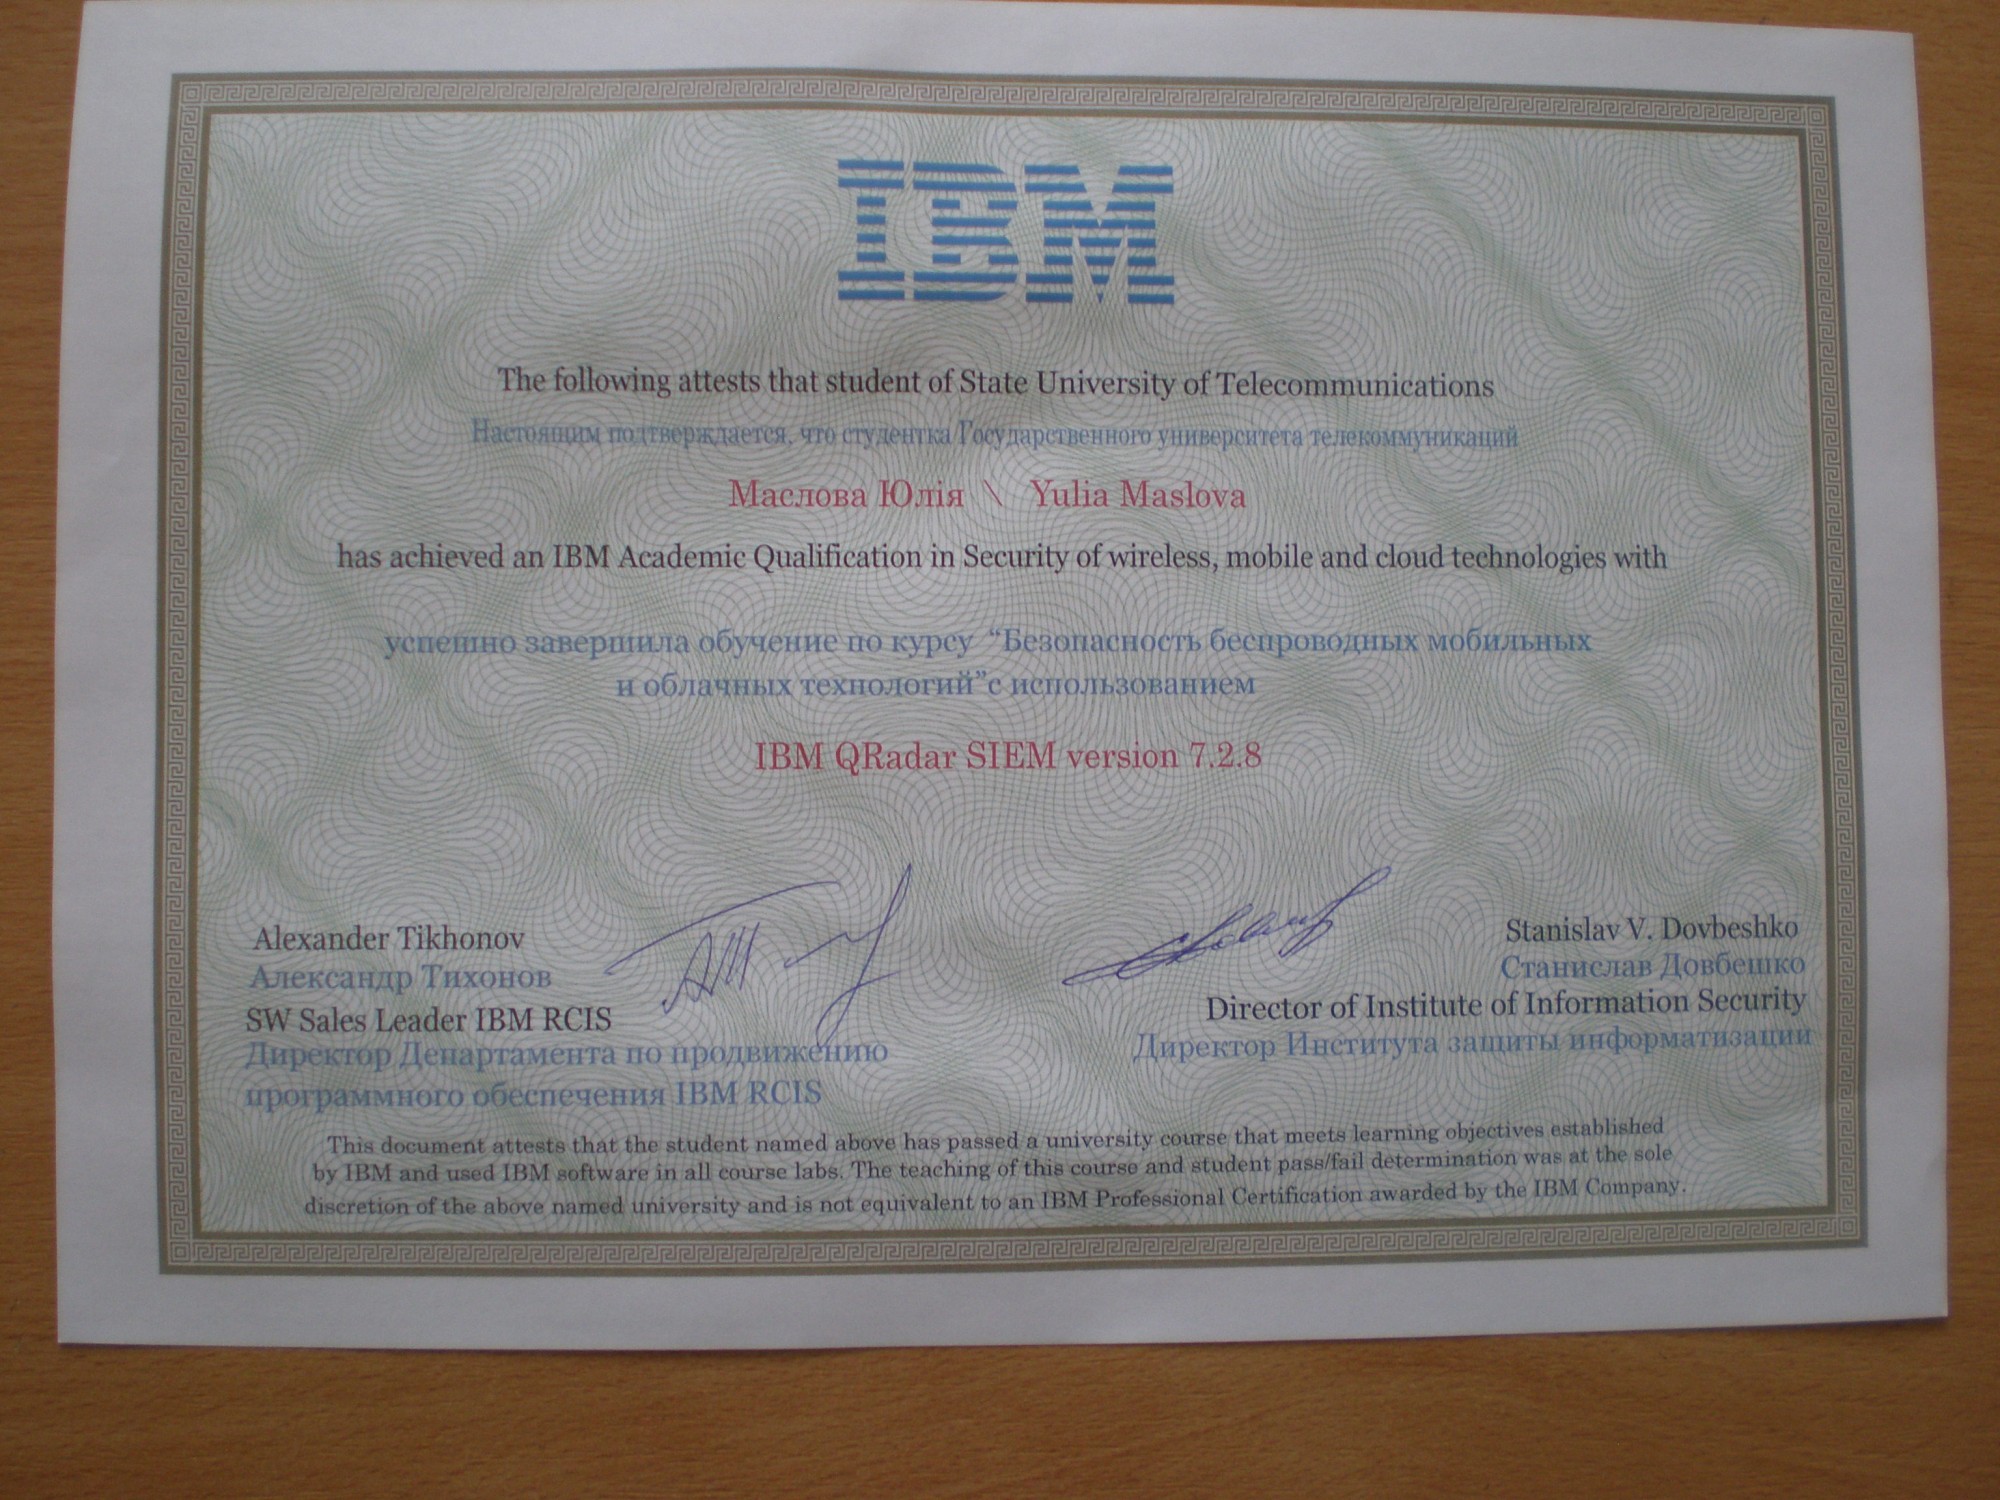 IBM
The following attests that student of State University of Telecommunications
Настоящим подтверждается, что студентка Государственного университета телекоммуникаций
Маслова Юлія \ Yulia Maslova
has achieved an IBM Academic Qualification in Security of wireless, mobile and cloud technologies with
успешно завершила обучение по курсу “Безопасность беспроводных мобильных
и облачных технологий”с использованием
IBM QRadar SIEM version 7.2.8
Alexander Tikhonov
Александр Тихонов
SW Sales Leader IBM RCIS
Директор Департамента по продвижению
программного обеспечения IBM RCIS
Stanislav V. Dovbeshko
Станислав Довбешко
Director of Institute of Information Security
Директор Института защиты информатизации
This document attests that the student named above has passed a university course that meets learning objectives established
by IBM and used IBM software in all course labs. The teaching of this course and student pass/fail determination was at the sole
discretion of the above named university and is not equivalent to an IBM Professional Certification awarded by the IBM Company.